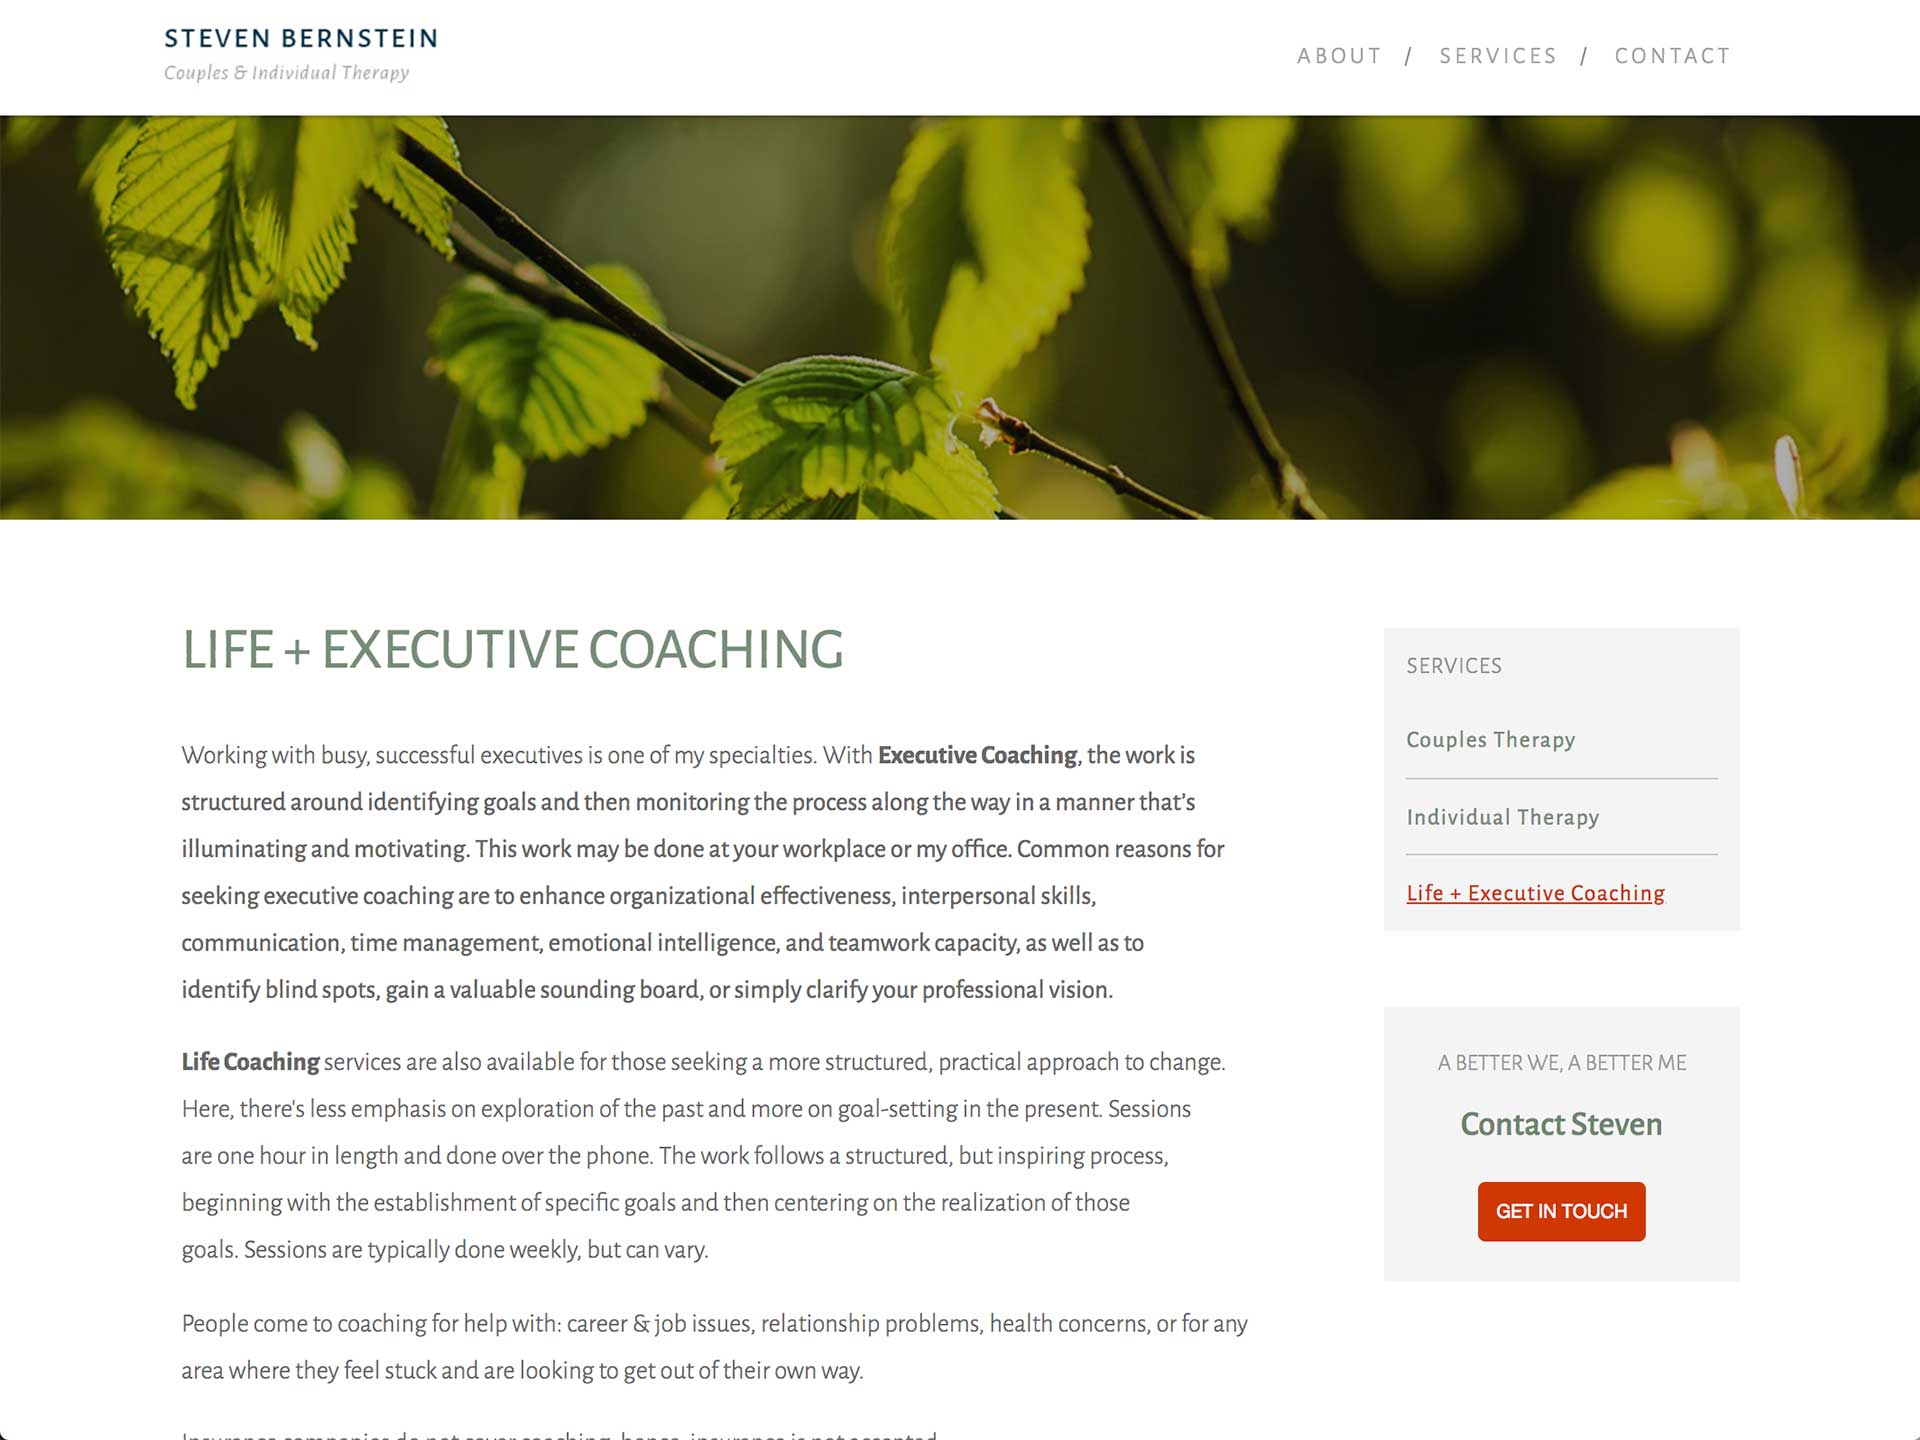 STEVEN BERNSTEIN
Couples & Individual Therapy
ABOUT / SERVICES / CONTACT
LIFE + EXECUTIVE COACHING
Working with busy, successful executives is one of my specialties. With Executive Coaching, the work is
structured around identifying goals and then monitoring the process along the way in a manner that's
illuminating and motivating. This work may be done at your workplace or my office. Common reasons for
seeking executive coaching are to enhance organizational effectiveness, interpersonal skills,
communication, time management, emotional intelligence, and teamwork capacity, as well as to
identify blind spots, gain a valuable sounding board, or simply clarify your professional vision.
Life Coaching services are also available for those seeking a more structured, practical approach to change.
Here, there's less emphasis on exploration of the past and more on goal-setting in the present. Sessions
are one hour in length and done over the phone. The work follows a structured, but inspiring process,
beginning with the establishment of specific goals and then centering on the realization of those
goals. Sessions are typically done weekly, but can vary.
People come to coaching for help with: career & job issues, relationship problems, health concerns, or for any
area where they feel stuck and are looking to get out of their own way.
Insurance companies do not cover coaching, hence, insurance is not accepted
SERVICES
Couples Therapy
Individual Therapy
Life + Executive Coaching
A BETTER WE, A BETTER ME
Contact Steven
GET IN TOUCH